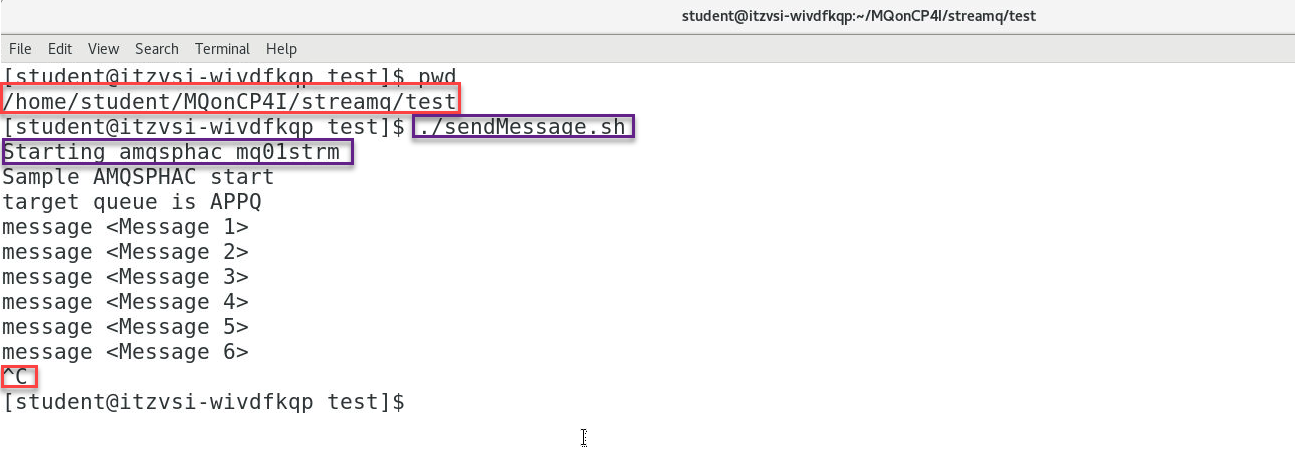 student@itzvsi-wivdfkqp:~/MQonCP4I/streamq/test
File Edit View Search Terminal Help
[student@itzvsi-wivdfkqp test]$ pwd
/home/student/MQonCP4I/streamq/test
[student@itzvsi-wivdfkqp test]$ ./sendMessage.sh
Starting amqsphac mq01strm
Sample AMQSPHAC start
target queue is APPQ
message <Message 1>
message <Message 2>
message <Message 3>
message <Message 4>
message <Message 5>
message <Message 6>
^C
[student@itzvsi-wivdfkqp test]$